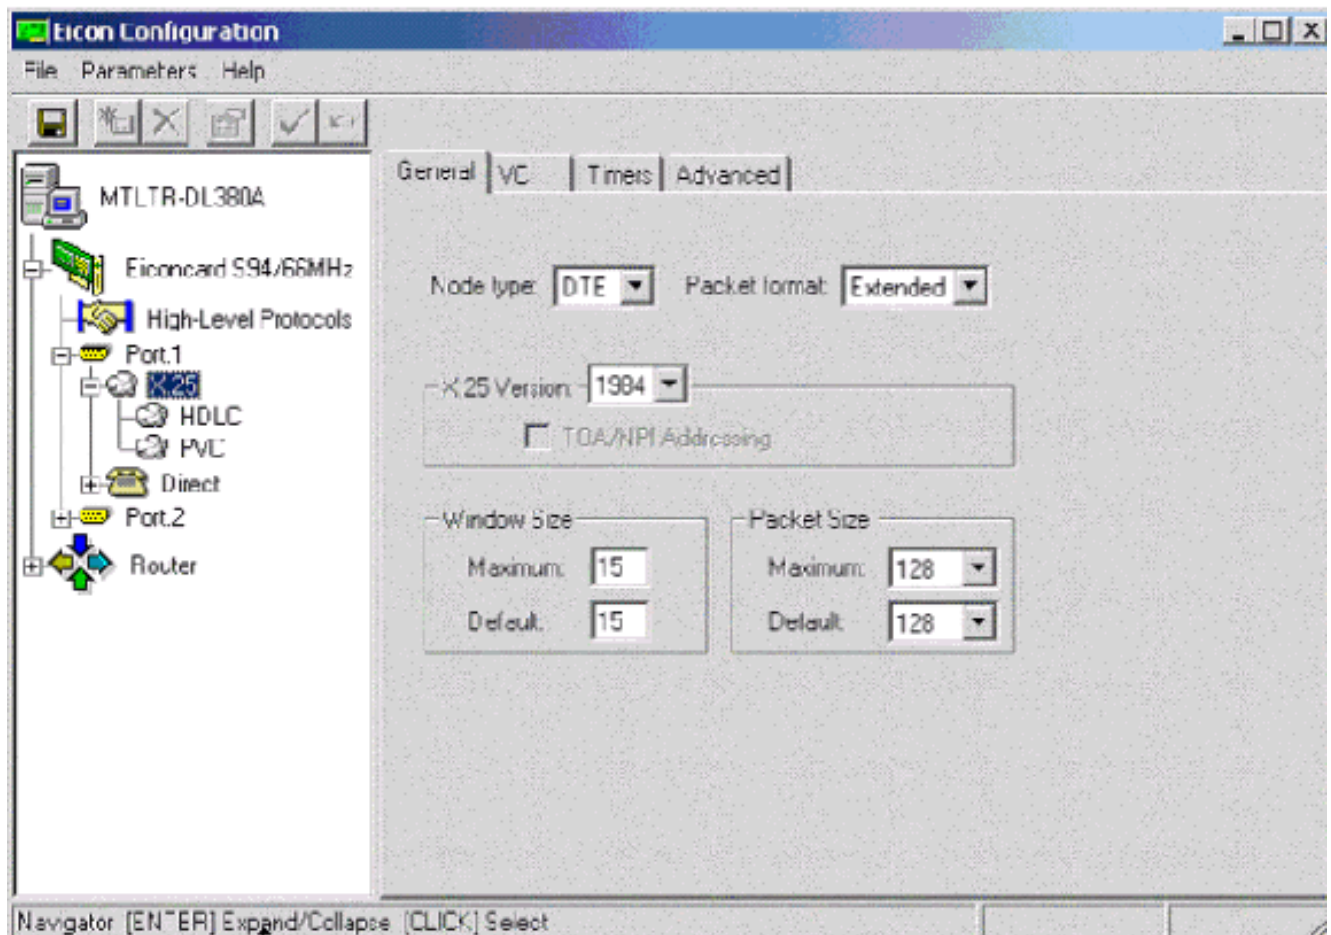 Eicon Configuration
File Parameters Help
MTLTR-DL380A
Eiconcard S94/66MHz
High-Level Protocols
Port.1
X.25
HDLC
PVC
Direct
Port.2
Router
General VC Timers Advanced
Node type: DTE Packet format: Extended
X.25 Version: 1984
TOA/NPI Addressing
Window Size
Maximum: 15
Default: 15
Packet Size
Maximum: 128
Default: 128
Navigator [ENTER] Expand/Collapse [CLICK] Select